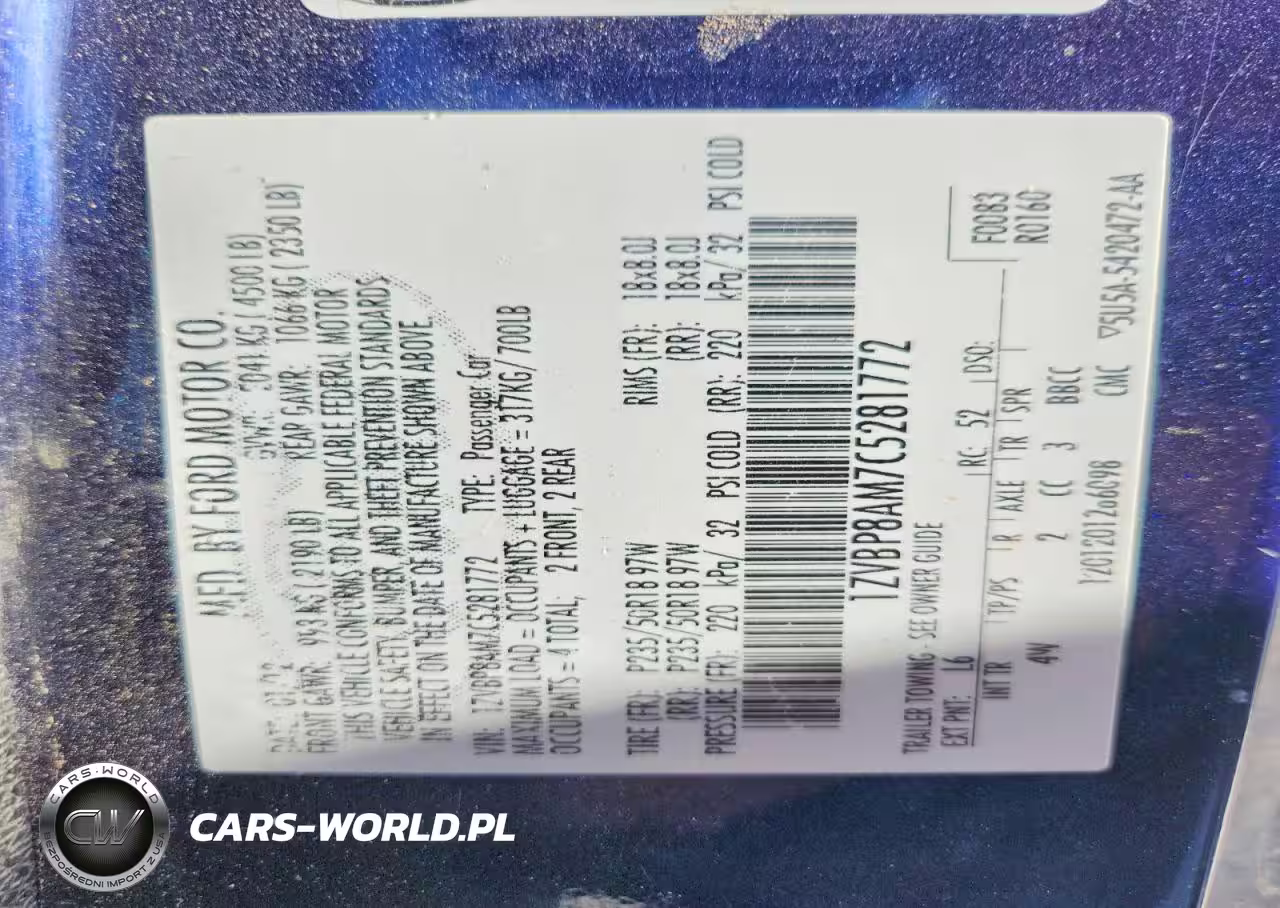 MFD. BY FORD MOTOR CO.
DATE: GVWR: 2041 KG ( 4500 LB)
FRONT GAWR: 993 KG ( 2190 LB) REAR GAWR: 1066 KG ( 2350 LB)
THIS VEHICLE CONFORMS TO ALL APPLICABLE FEDERAL MOTOR
VEHICLE SAFETY, BUMPER, AND THEFT PREVENTION STANDARDS
IN EFFECT ON THE DATE OF MANUFACTURE SHOWN ABOVE.
VIN: 1ZVBP8AM7C5281772 TYPE: Passenger Car
MAXIMUM LOAD = OCCUPANTS + LUGGAGE = 317KG/700LB
OCCUPANTS = 4 TOTAL, 2 FRONT, 2 REAR
TIRE (FR): P235/50R18 97W RIMS (FR): 18x8.0J
(RR): P235/50R18 97W (RR): 18x8.0J
PRESSURE (FR): 220 kPa/ 32 PSI COLD (RR): 220 kPa/ 32 PSI COLD
1ZVBP8AM7C5281772
TRAILER TOWING - SEE OWNER GUIDE
EXT PNT: L6 RC: 52 DSO: F0083
R0160
INT TR TP/PS R AXLE TR SPR
4W 2 CC 3 BBCC
CMC ▽5U5A-5420472-AA
CARS-WORLD
CW
BEZPOŚREDNI IMPORT Z USA
CARS-WORLD.PL